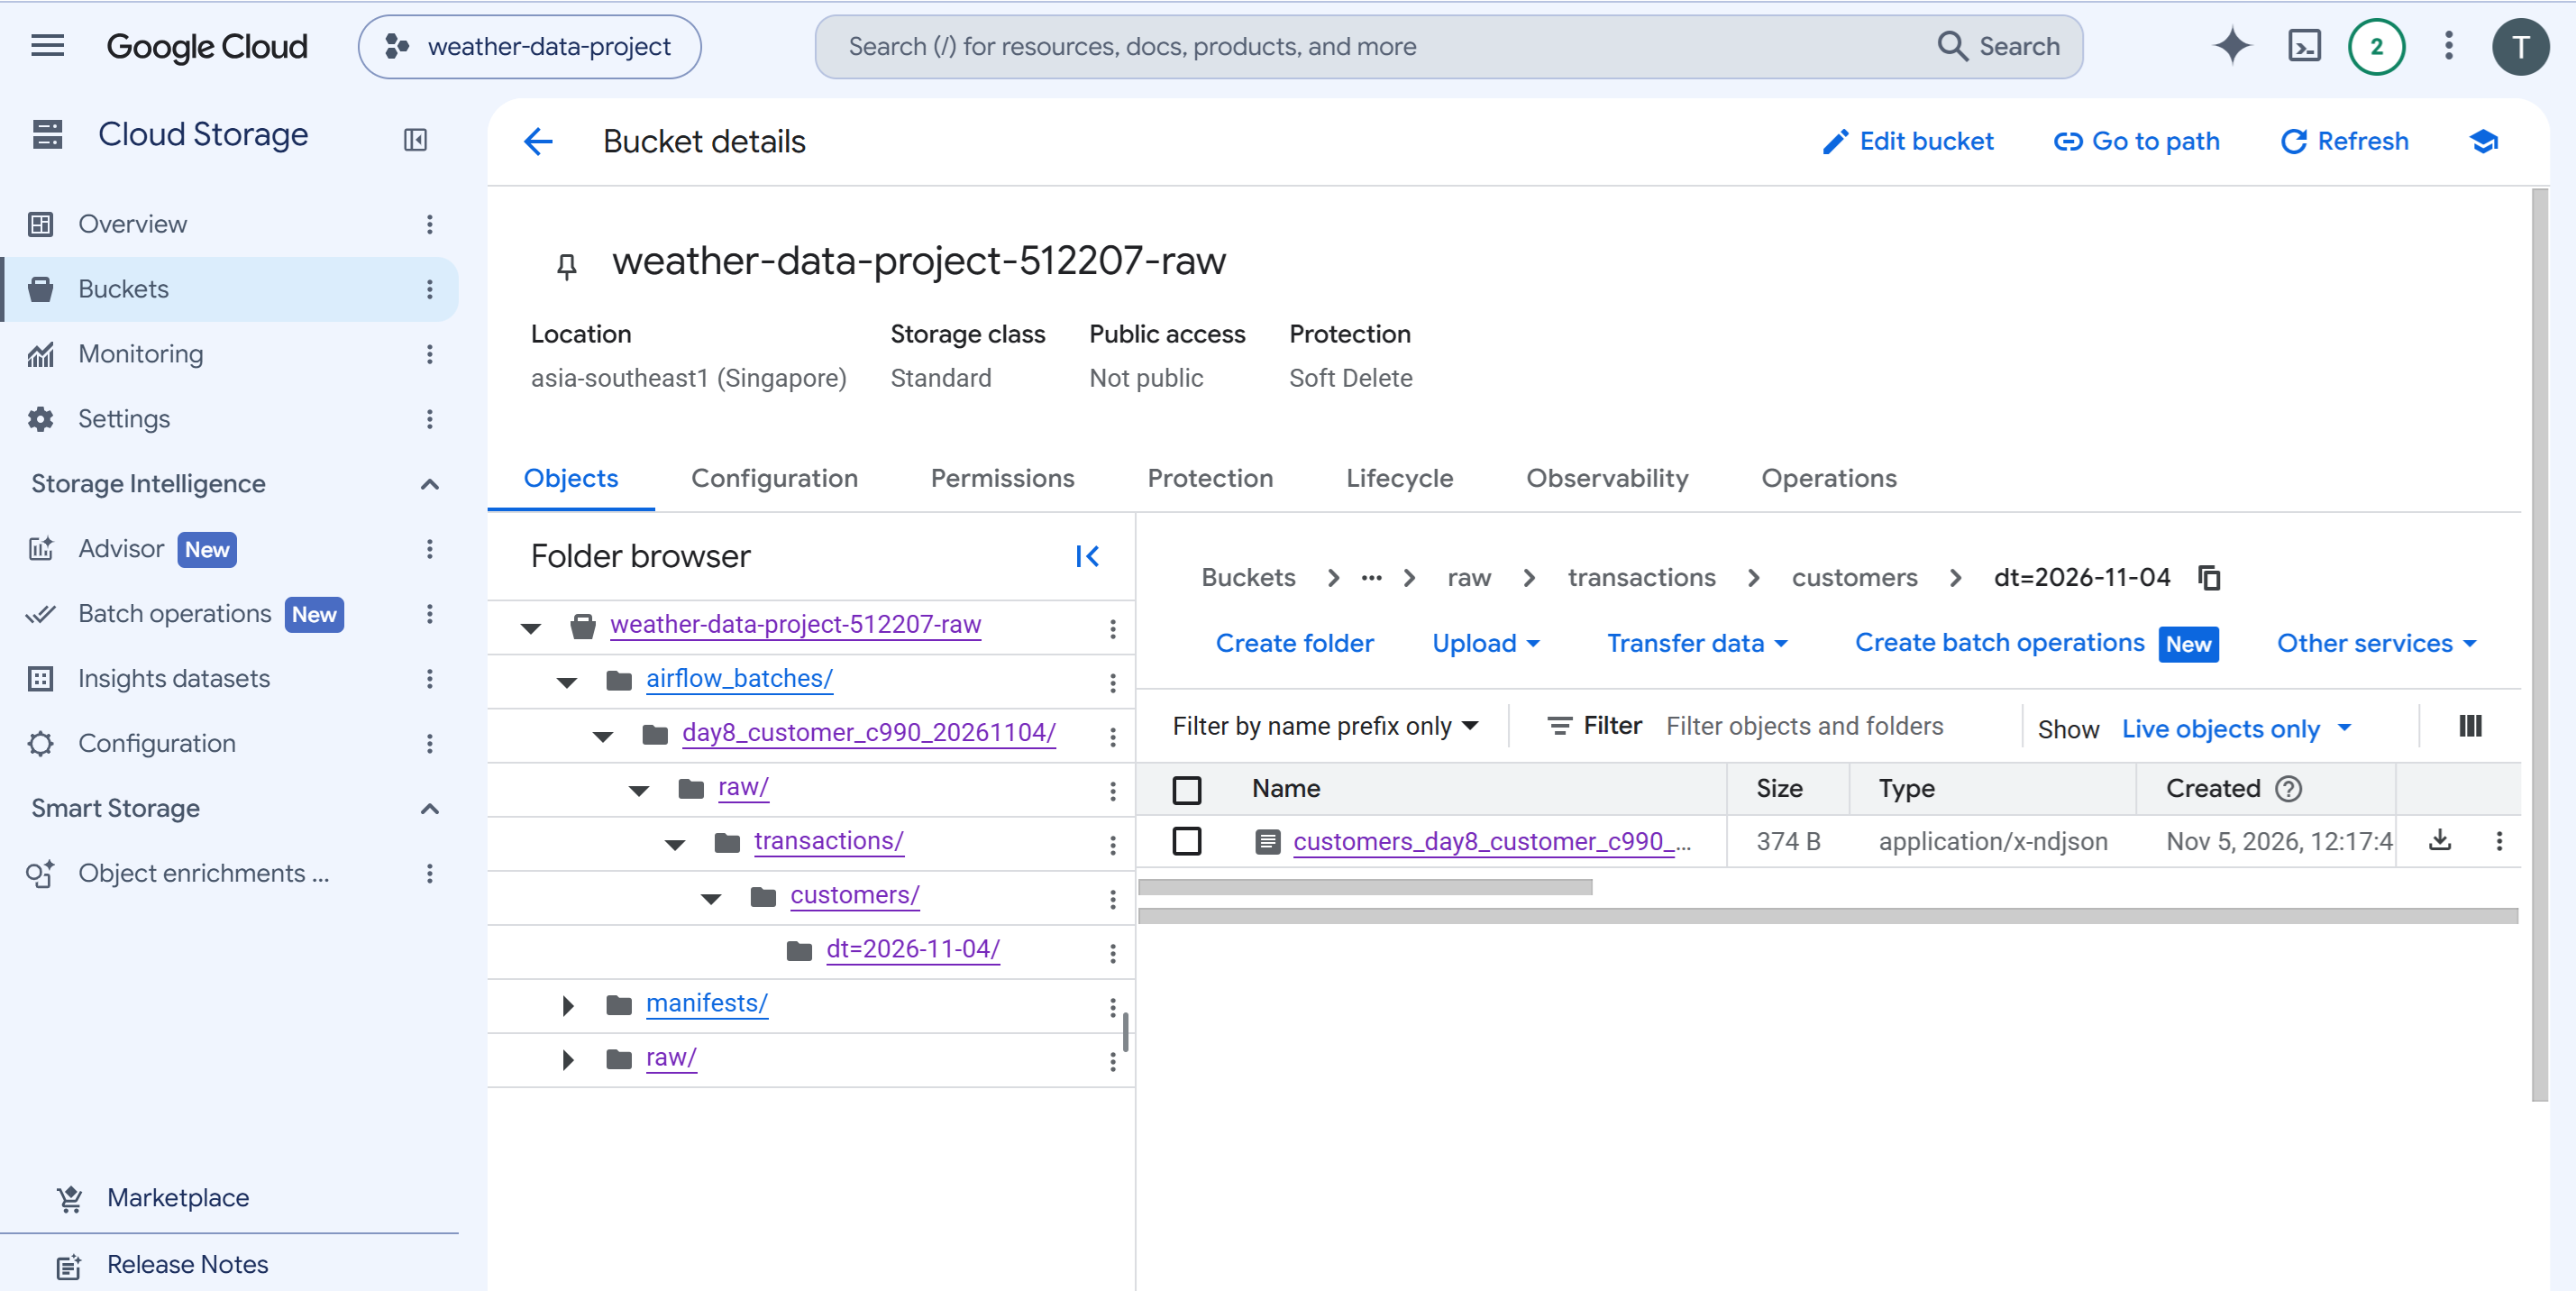 Google Cloud
weather-data-project
Search (/) for resources, docs, products, and more
Search
2
T
Cloud Storage
Overview
Buckets
Monitoring
Settings
Storage Intelligence
Advisor New
Batch operations New
Insights datasets
Configuration
Smart Storage
Object enrichments ...
Marketplace
Release Notes
Bucket details
Edit bucket
Go to path
Refresh
weather-data-project-512207-raw
Location Storage class Public access Protection
asia-southeast1 (Singapore) Standard Not public Soft Delete
Objects Configuration Permissions Protection Lifecycle Observability Operations
Folder browser
weather-data-project-512207-raw
airflow_batches/
day8_customer_c990_20261104/
raw/
transactions/
customers/
dt=2026-11-04/
manifests/
raw/
Buckets ... raw transactions customers dt=2026-11-04
Create folder Upload Transfer data Create batch operations New Other services
Filter by name prefix only Filter Filter objects and folders Show Live objects only
Name Size Type Created
customers_day8_customer_c990_... 374 B application/x-ndjson Nov 5, 2026, 12:17:4